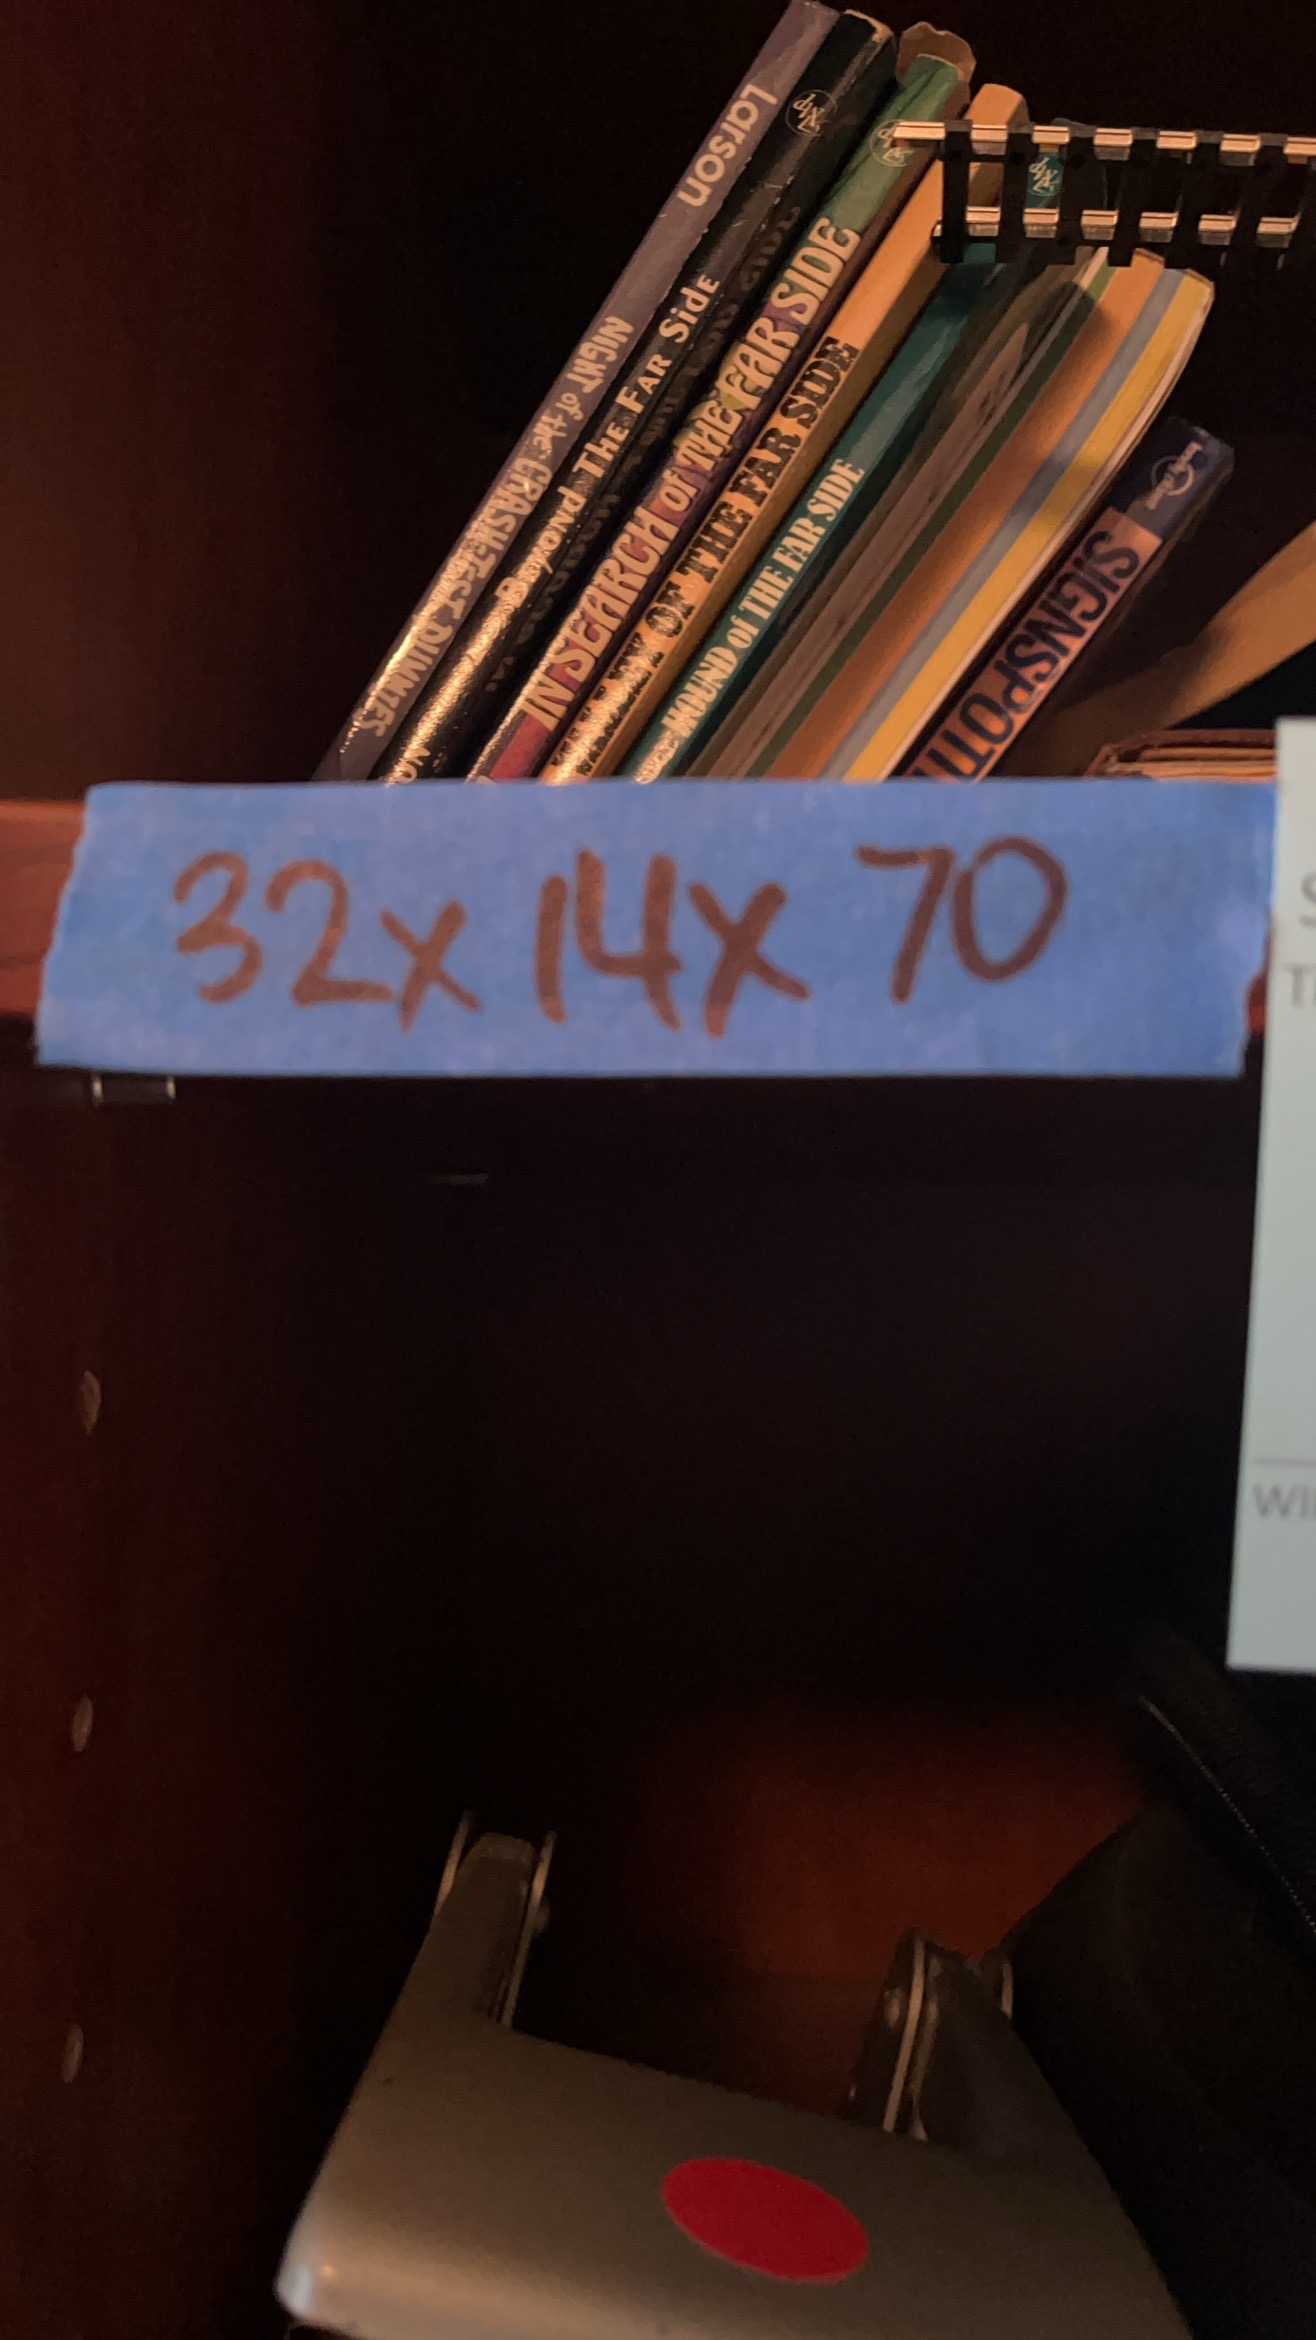 Larson
NIGHT of the CRASH-TEST DUMMIES
Beyond The Far Side
IN SEARCH of THE FAR SIDE
OF THE FAR SIDE
HOUND of THE FAR SIDE
SIGNSPOTTI
32x14x70